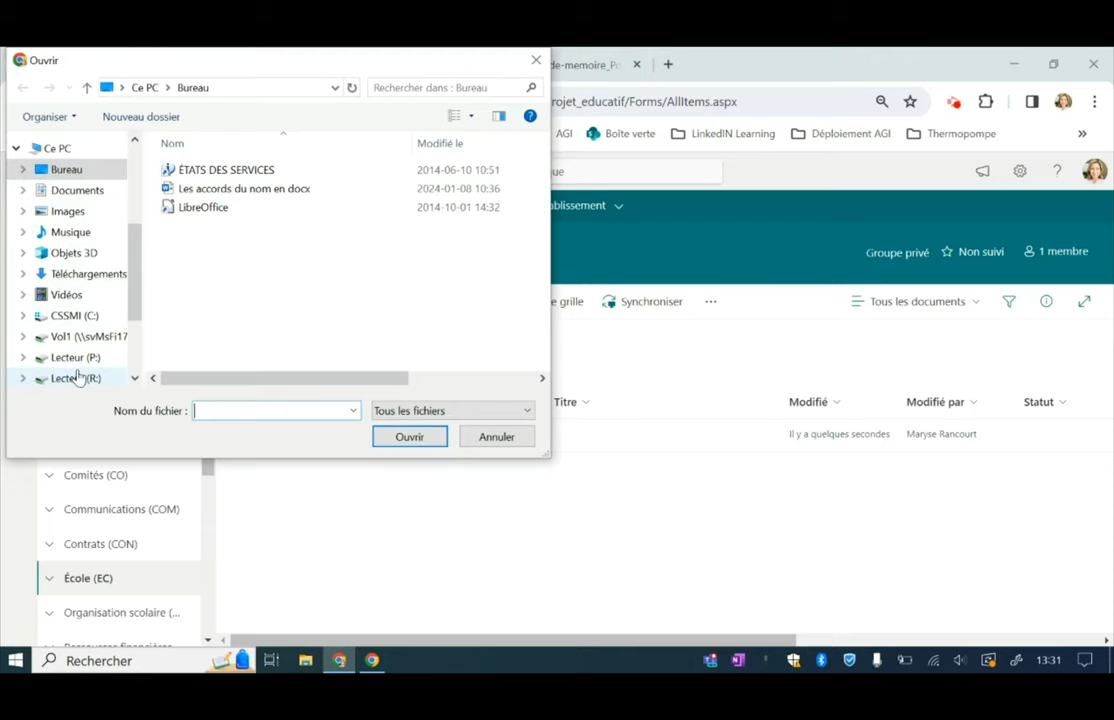 Ouvrir
de-memoire_Po
Ce PC > Bureau
Rechercher dans : Bureau
rojet_educatif/Forms/AllItems.aspx
Organiser
Nouveau dossier
AGI
Boîte verte
LinkedIN Learning
Déploiement AGI
Thermopompe
Ce PC
Nom
Modifié le
Bureau
ÉTATS DES SERVICES
2014-06-10 10:51
que
Documents
Les accords du nom en docx
2024-01-08 10:36
Images
LibreOffice
2014-10-01 14:32
ablissement
Musique
Objets 3D
Groupe privé
Non suivi
1 membre
Téléchargements
Vidéos
e grille
Synchroniser
Tous les documents
CSSMI (C:)
Vol1 (\\svMsFi17
Lecteur (P:)
(R:)
Nom du fichier :
Tous les fichiers
Titre
Modifié
Modifié par
Statut
Ouvrir
Annuler
Il y a quelques secondes
Maryse Rancourt
Comités (CO)
Communications (COM)
Contrats (CON)
École (EC)
Organisation scolaire (...
Rechercher
13:31